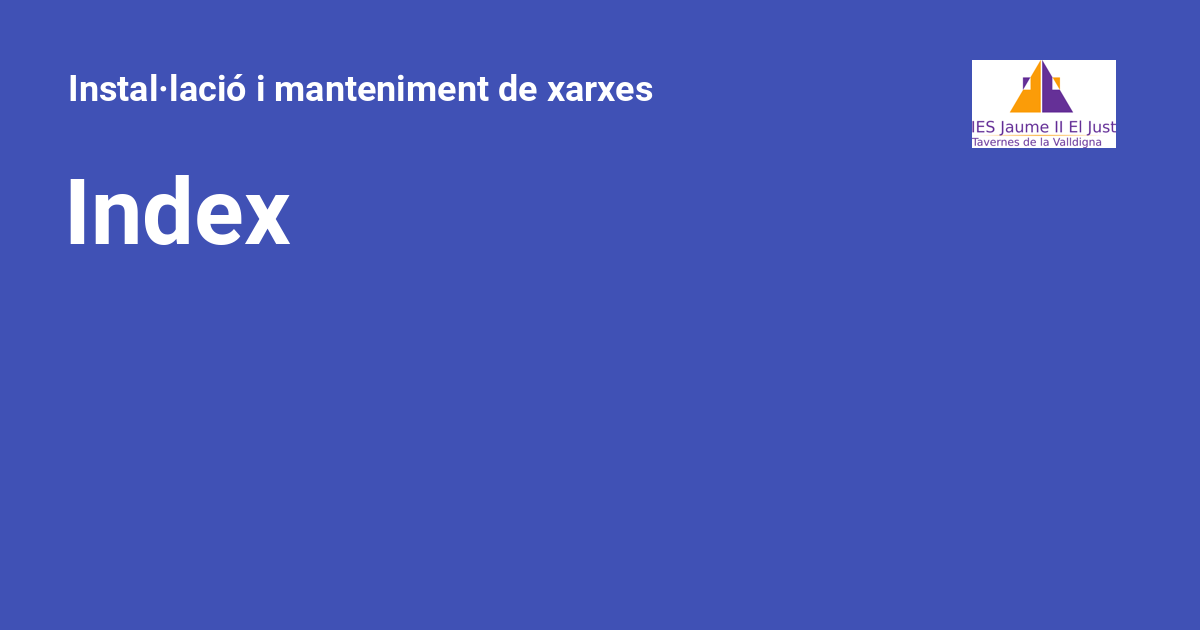 Instal·lació i manteniment de xarxes
IES Jaume II El Just
Tavernes de la Valldigna
Index